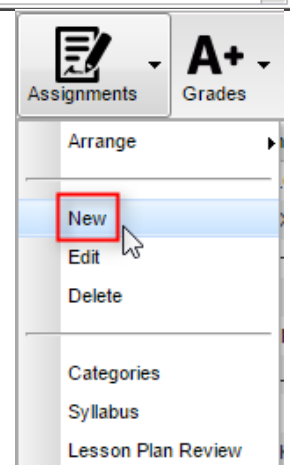 A+
Assignments
Grades
Arrange
New
Edit
Delete
Categories
Syllabus
Lesson Plan Review